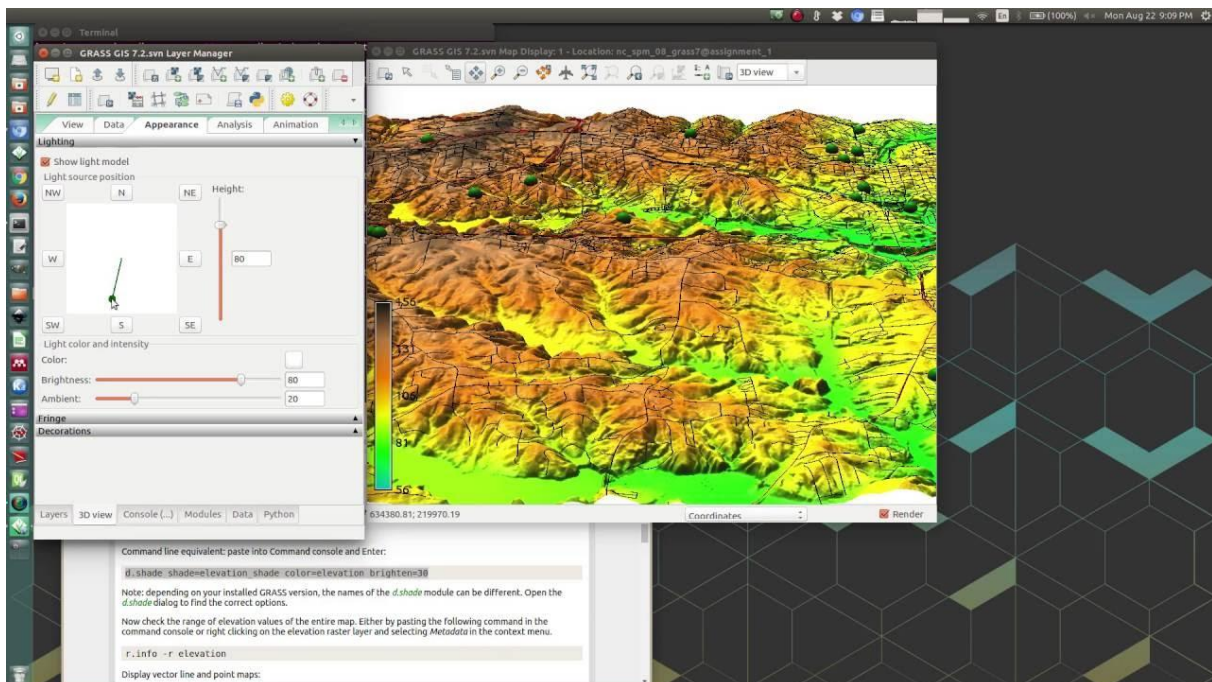 En
(100%)
Mon Aug 22 9:09 PM
Terminal
GRASS GIS 7.2.svn Layer Manager
GRASS GIS 7.2.svn Map Display: 1 - Location: nc_spm_08_grass7@assignment_1
3D view
View Data Appearance Analysis Animation
Lighting
Show light model
Light source position
NW N NE Height:
W E 80
SW S SE
Light color and intensity
Color:
Brightness: 80
Ambient: 20
Fringe
Decorations
Layers 3D view Console (...) Modules Data Python
156
106
81
56
634380.81; 219970.19
Coordinates
Render
Command line equivalent: paste into Command console and Enter:
d.shade shade=elevation_shade color=elevation brighten=30
Note: depending on your installed GRASS version, the names of the d.shade module can be different. Open the
d.shade dialog to find the correct options.
Now check the range of elevation values of the entire map. Either by pasting the following command in the
command console or right clicking on the elevation raster layer and selecting Metadata in the context menu.
r.info -r elevation
Display vector line and point maps: